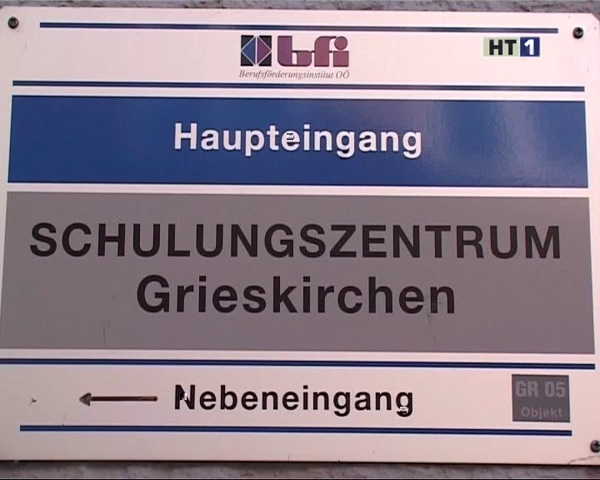 bfi
HT1
Berufsförderungsinstitut OÖ
Haupteingang
SCHULUNGSZENTRUM
Grieskirchen
Nebeneingang
GR 05
Objekt